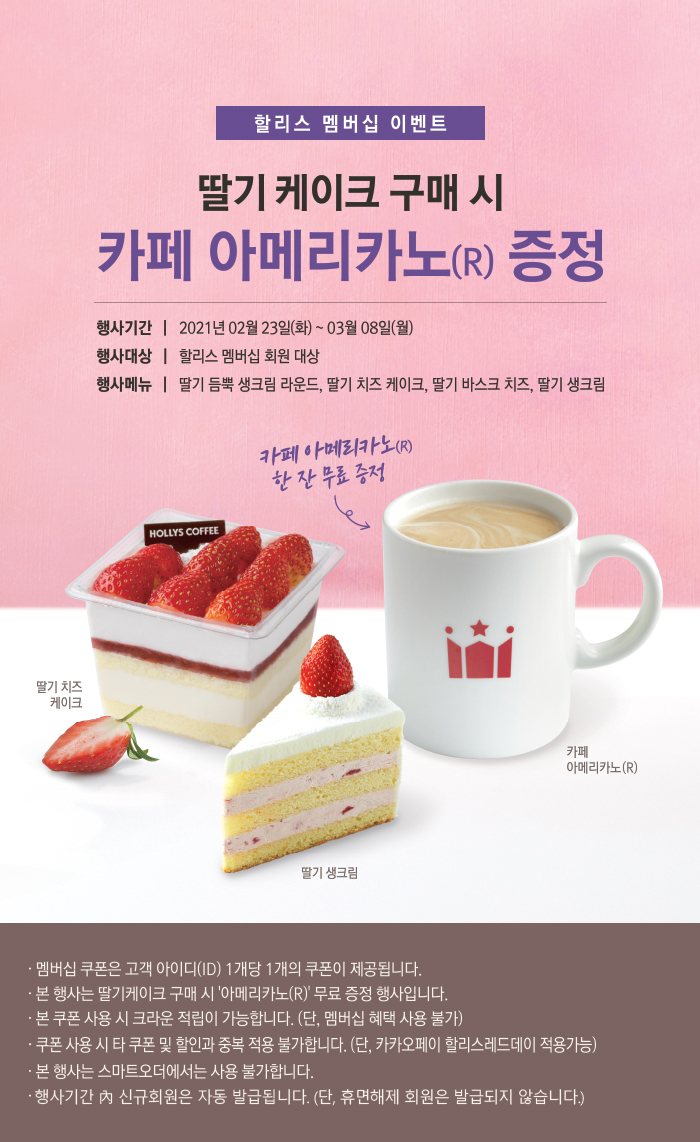 할리스 멤버십 이벤트
딸기 케이크 구매 시
카페 아메리카노(R) 증정
행사기간 | 2021년 02월 23일(화) ~ 03월 08일(월)
행사대상 | 할리스 멤버십 회원 대상
행사메뉴 | 딸기 듬뿍 생크림 라운드, 딸기 치즈 케이크, 딸기 바스크 치즈, 딸기 생크림
카페 아메리카노(R)
한 잔 무료 증정
HOLLYS COFFEE
딸기 치즈
케이크
카페
아메리카노(R)
딸기 생크림
· 멤버십 쿠폰은 고객 아이디(ID) 1개당 1개의 쿠폰이 제공됩니다.
· 본 행사는 딸기케이크 구매 시 '아메리카노(R)' 무료 증정 행사입니다.
· 본 쿠폰 사용 시 크라운 적립이 가능합니다. (단, 멤버십 혜택 사용 불가)
· 쿠폰 사용 시 타 쿠폰 및 할인과 중복 적용 불가합니다. (단, 카카오페이 할리스레드데이 적용가능)
· 본 행사는 스마트오더에서는 사용 불가합니다.
· 행사기간 內 신규회원은 자동 발급됩니다. (단, 휴면해제 회원은 발급되지 않습니다.)